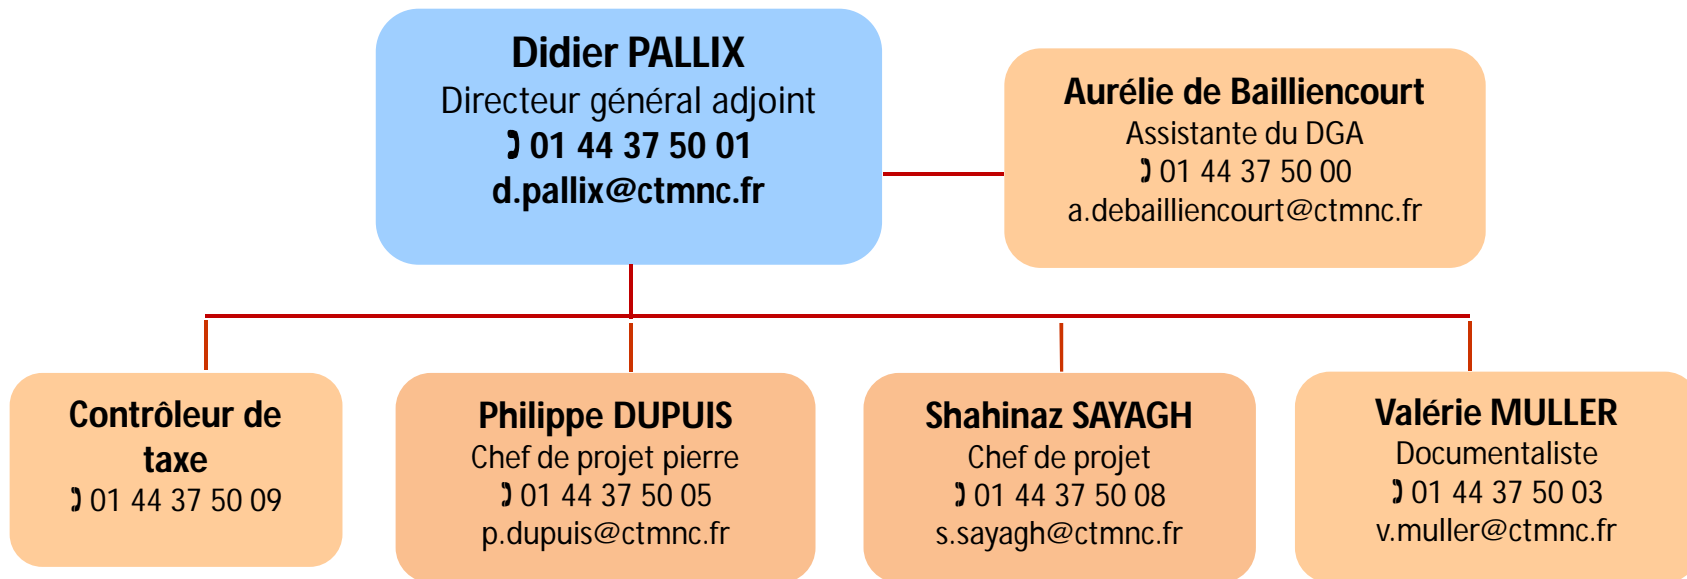 Didier PALLIX
Directeur général adjoint
01 44 37 50 01
d.pallix@ctmnc.fr
Aurélie de Bailliencourt
Assistante du DGA
01 44 37 50 00
a.debailliencourt@ctmnc.fr
Contrôleur de
taxe
01 44 37 50 09
Philippe DUPUIS
Chef de projet pierre
01 44 37 50 05
p.dupuis@ctmnc.fr
Shahinaz SAYAGH
Chef de projet
01 44 37 50 08
s.sayagh@ctmnc.fr
Valérie MULLER
Documentaliste
01 44 37 50 03
v.muller@ctmnc.fr